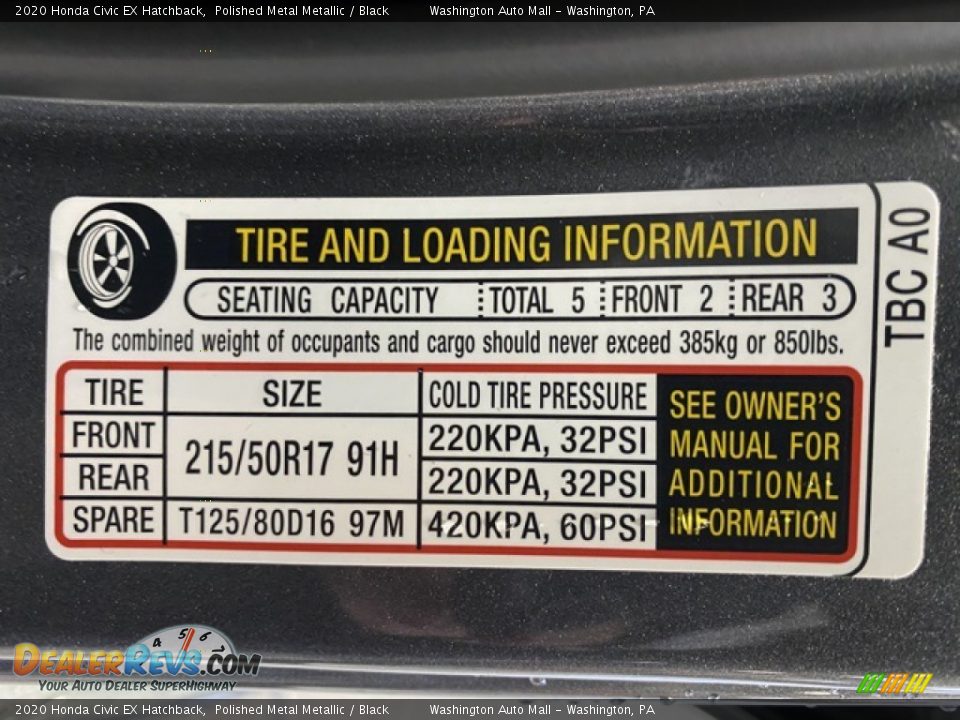 2020 Honda Civic EX Hatchback, Polished Metal Metallic / Black Washington Auto Mall - Washington, PA
TIRE AND LOADING INFORMATION
SEATING CAPACITY TOTAL 5 FRONT 2 REAR 3
The combined weight of occupants and cargo should never exceed 385kg or 850lbs.
TIRE SIZE COLD TIRE PRESSURE
FRONT 215/50R17 91H 220KPA, 32PSI
REAR 220KPA, 32PSI
SPARE T125/80D16 97M 420KPA, 60PSI
SEE OWNER'S
MANUAL FOR
ADDITIONAL
INFORMATION
TBC A0
4 5 6
DealerRevs.com
Your Auto Dealer SuperHighway
2020 Honda Civic EX Hatchback, Polished Metal Metallic / Black Washington Auto Mall - Washington, PA